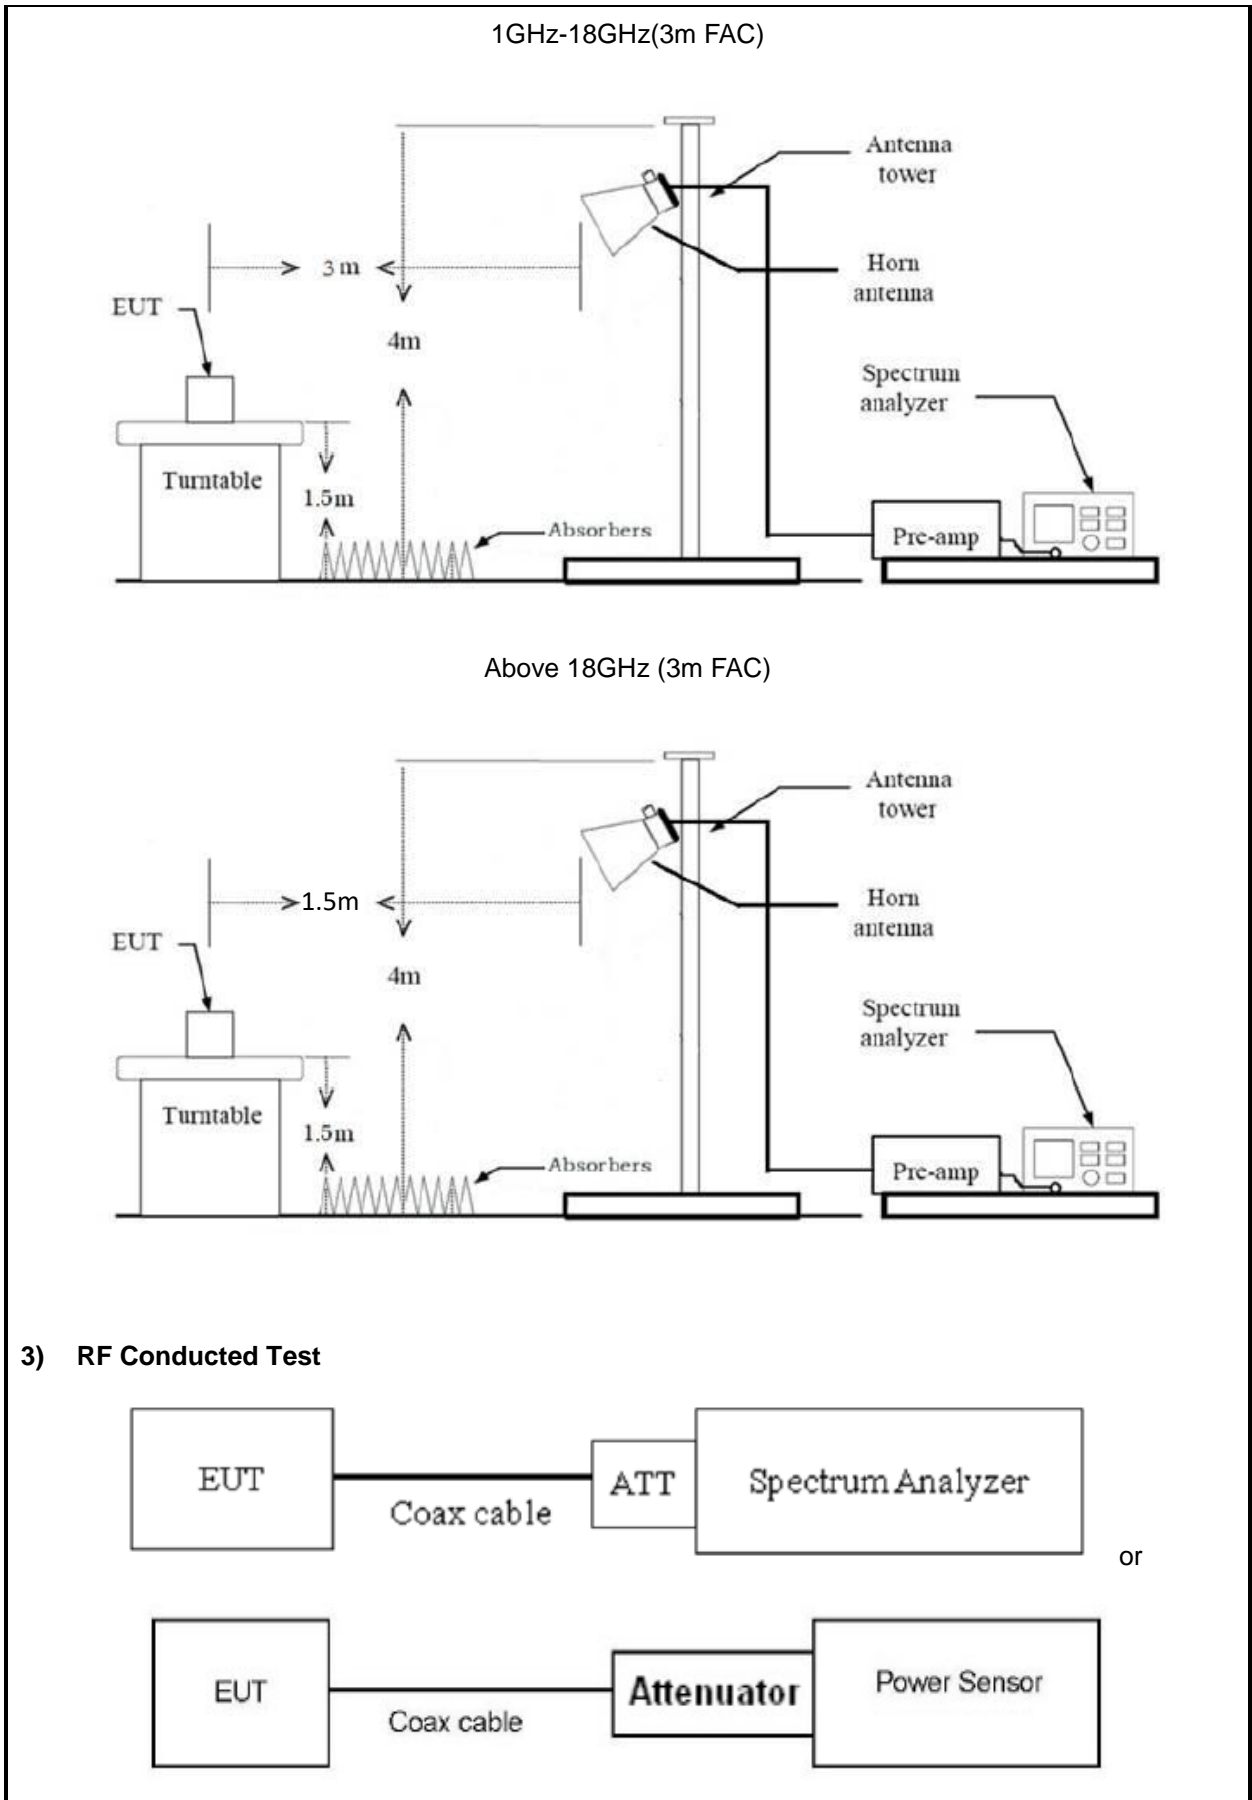 1GHz-18GHz(3m FAC)
Antenna
tower
3 m
Horn
antenna
EUT
4m
Spectrum
analyzer
Turntable
1.5m
Absorbers
Pre-amp
Above 18GHz (3m FAC)
Antenna
tower
1.5m
Horn
antenna
EUT
4m
Spectrum
analyzer
Turntable
1.5m
Absorbers
Pre-amp
3) RF Conducted Test
EUT
Coax cable
ATT
Spectrum Analyzer
or
EUT
Coax cable
Attenuator
Power Sensor